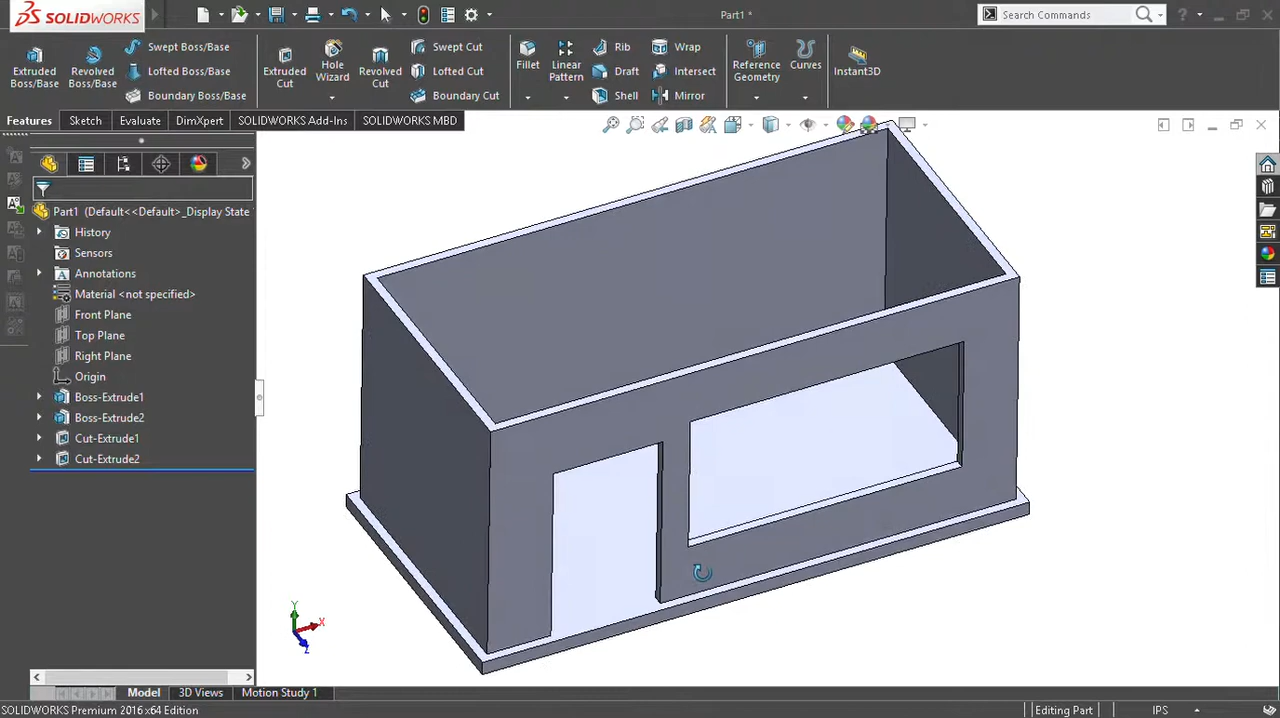 SOLIDWORKS
Part1 *
Search Commands
?
Extruded Boss/Base
Revolved Boss/Base
Swept Boss/Base
Lofted Boss/Base
Boundary Boss/Base
Extruded Cut
Hole Wizard
Revolved Cut
Swept Cut
Lofted Cut
Boundary Cut
Fillet
Linear Pattern
Rib
Draft
Shell
Wrap
Intersect
Mirror
Reference Geometry
Curves
Instant3D
Features
Sketch
Evaluate
DimXpert
SOLIDWORKS Add-Ins
SOLIDWORKS MBD
Part1 (Default<<Default>_Display State
History
Sensors
Annotations
Material <not specified>
Front Plane
Top Plane
Right Plane
Origin
Boss-Extrude1
Boss-Extrude2
Cut-Extrude1
Cut-Extrude2
Y
X
Z
Model
3D Views
Motion Study 1
SOLIDWORKS Premium 2016 x64 Edition
Editing Part
IPS